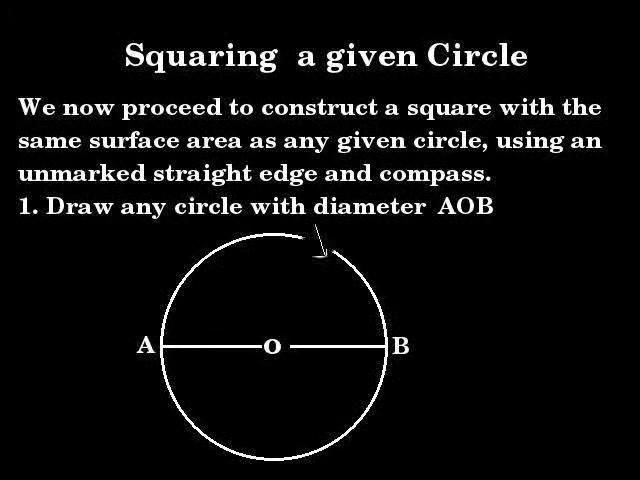 Squaring a given Circle
We now proceed to construct a square with the
same surface area as any given circle, using an
unmarked straight edge and compass.
1. Draw any circle with diameter AOB
A O B